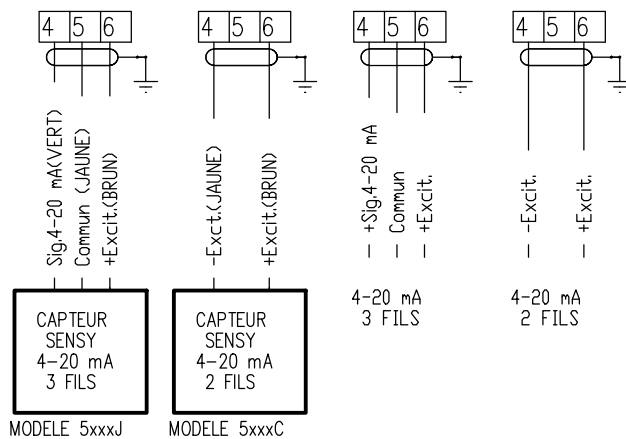 4 5 6
Sig.4-20 mA(VERT)
Commun (JAUNE)
+Excit.(BRUN)
CAPTEUR
SENSY
4-20 mA
3 FILS
MODELE 5xxxJ
4 5 6
-Exct.(JAUNE)
+Excit.(BRUN)
CAPTEUR
SENSY
4-20 mA
2 FILS
MODELE 5xxxC
4 5 6
+Sig.4-20 mA
Commun
+Excit.
4-20 mA
3 FILS
4 5 6
-Excit.
+Excit.
4-20 mA
2 FILS